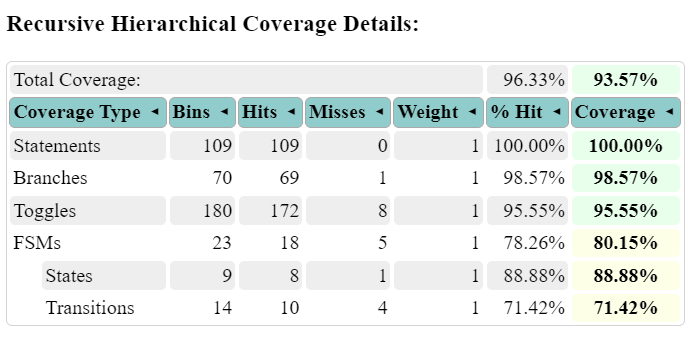 Recursive Hierarchical Coverage Details:
Total Coverage: 96.33% 93.57%
Coverage Type ◄ Bins ◄ Hits ◄ Misses ◄ Weight ◄ % Hit ◄ Coverage ◄
Statements 109 109 0 1 100.00% 100.00%
Branches 70 69 1 1 98.57% 98.57%
Toggles 180 172 8 1 95.55% 95.55%
FSMs 23 18 5 1 78.26% 80.15%
States 9 8 1 1 88.88% 88.88%
Transitions 14 10 4 1 71.42% 71.42%